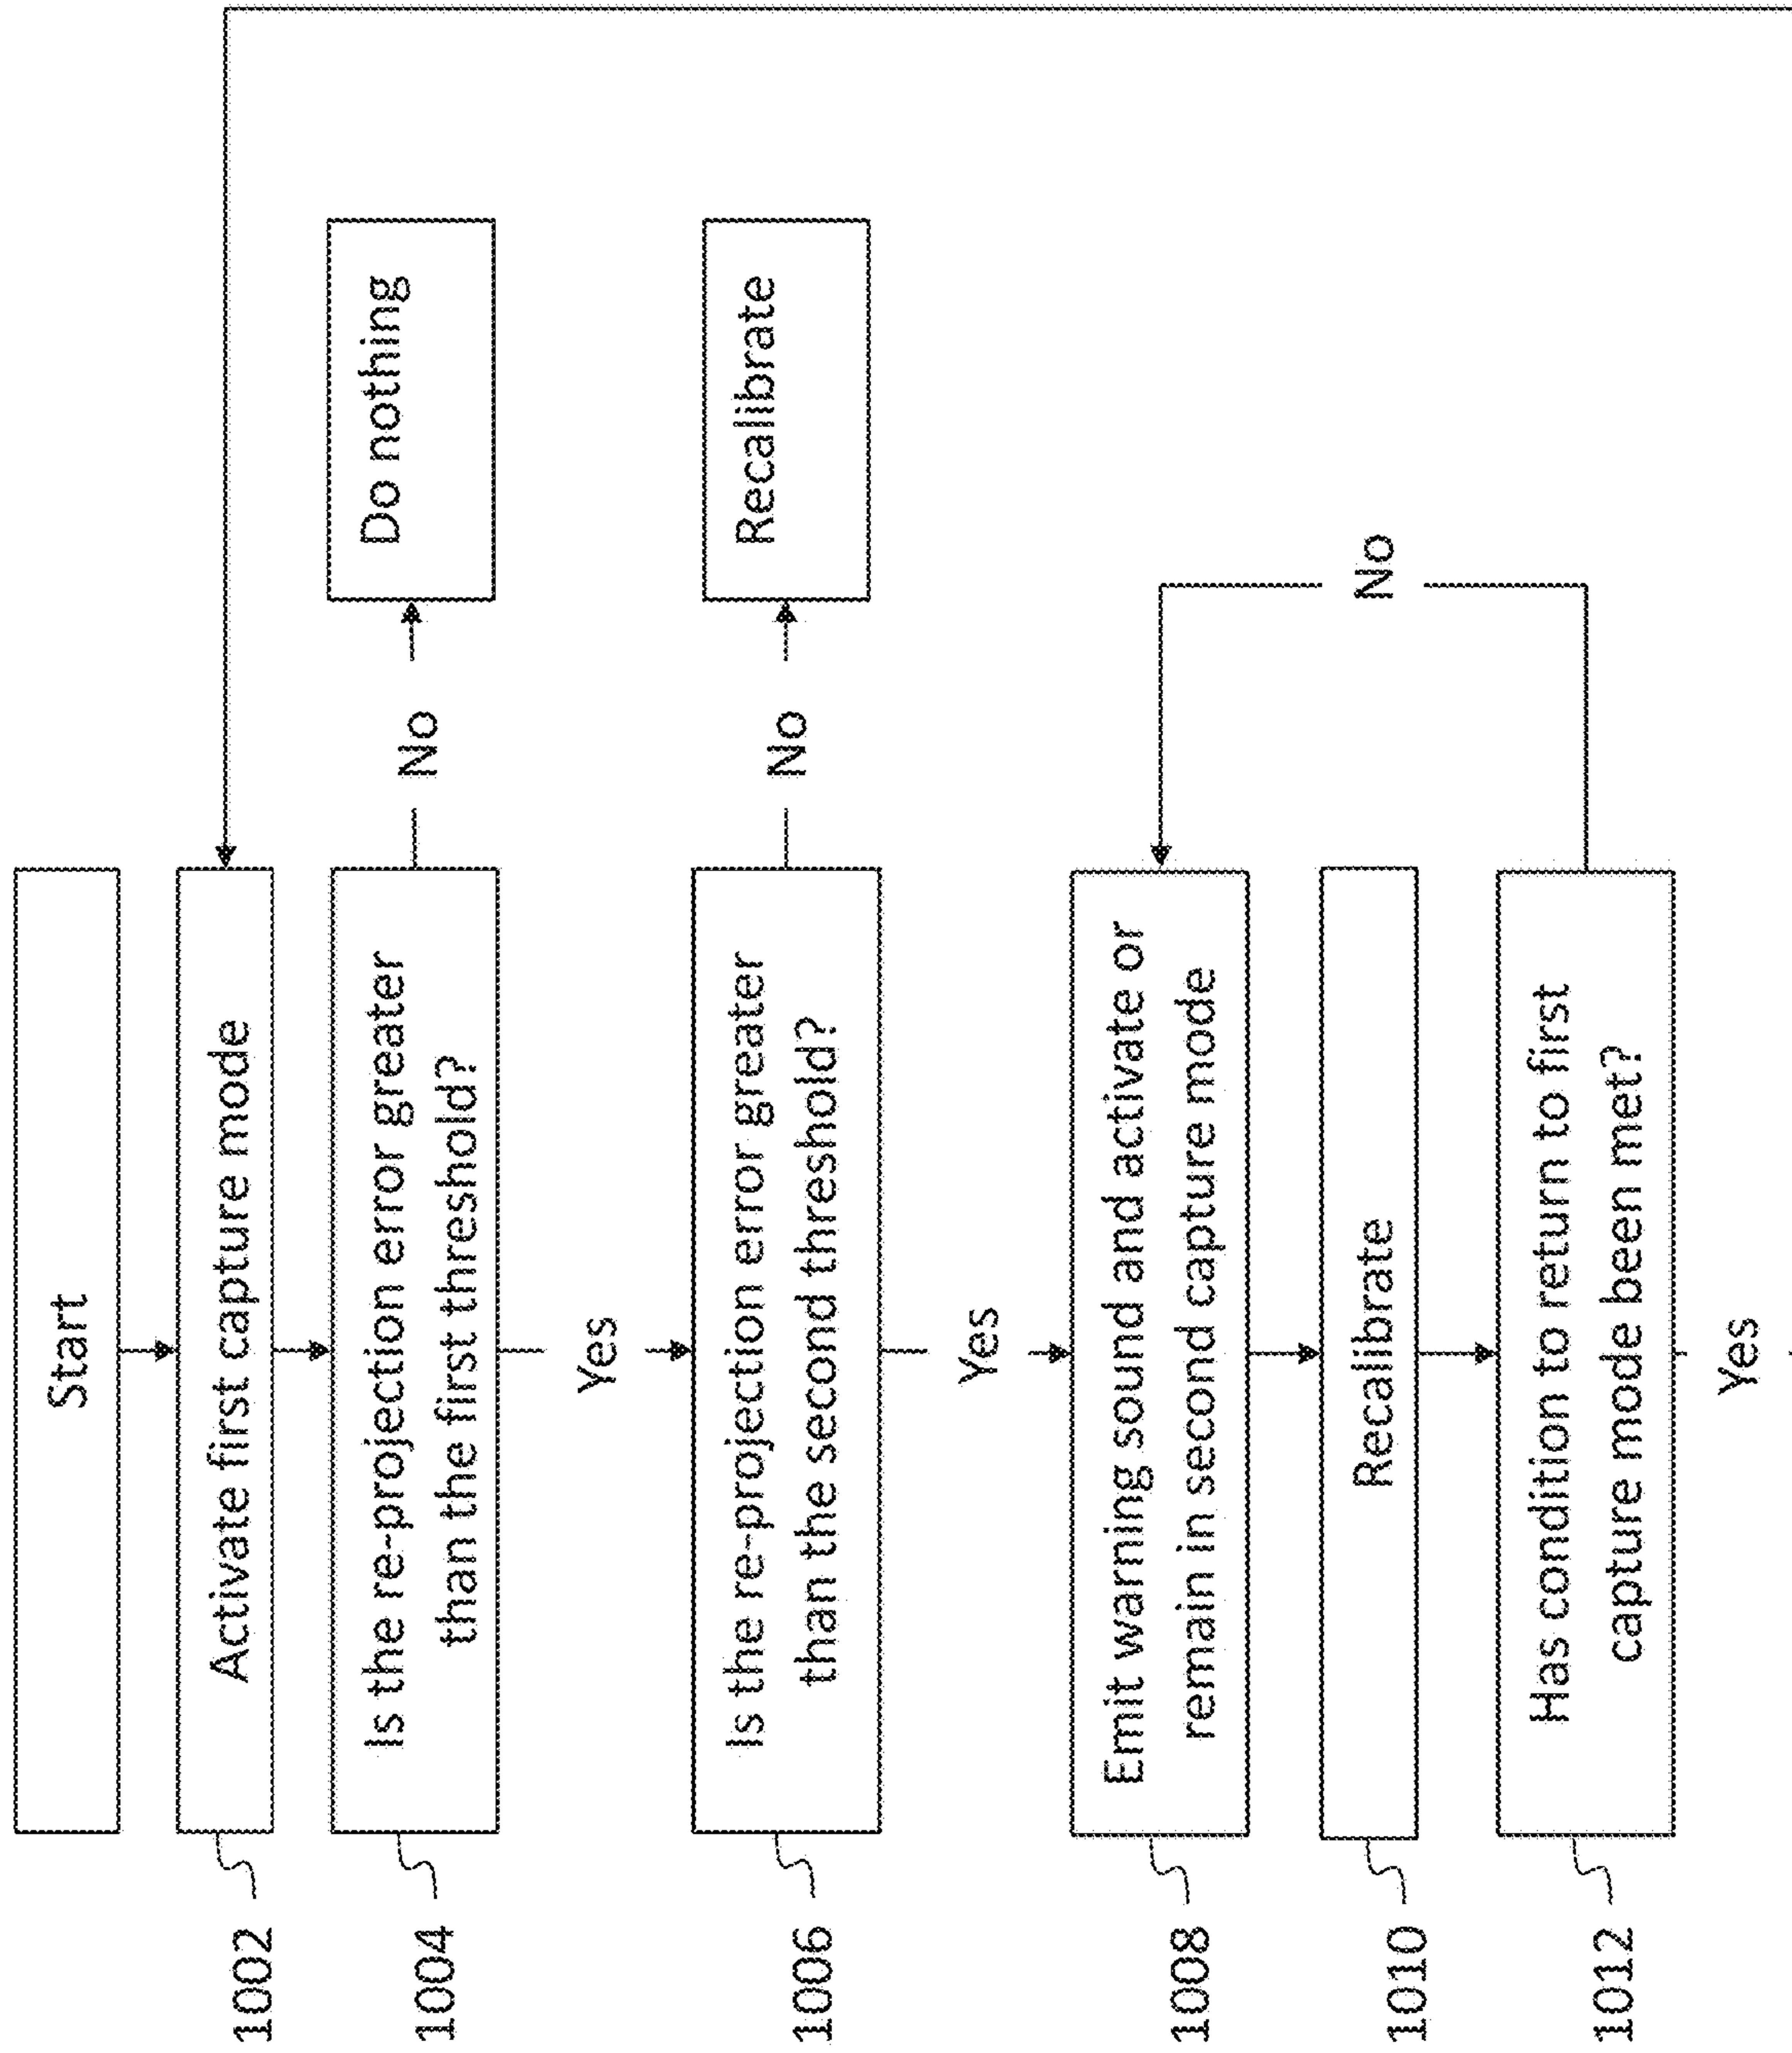 Start
1002
Activate first capture mode
1004
Is the re-projection error greater
than the first threshold?
No
Do nothing
Yes
1006
Is the re-projection error greater
than the second threshold?
No
Recalibrate
Yes
1008
Emit warning sound and activate or
remain in second capture mode
1010
Recalibrate
No
1012
Has condition to return to first
capture mode been met?
Yes